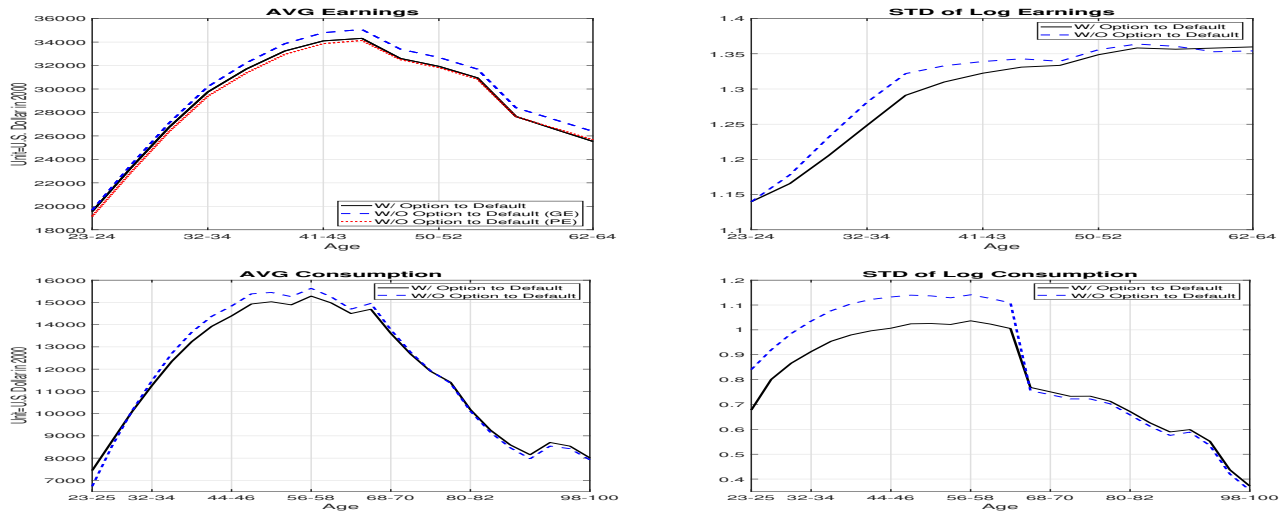 AVG Earnings
36000
34000
32000
30000
28000
26000
24000
22000
20000
18000
Unit=U.S. Dollar in 2000
W/ Option to Default
W/O Option to Default (GE)
W/O Option to Default (PE)
23-24 32-34 41-43 50-52 62-64
Age
STD of Log Earnings
1.4
1.35
1.3
1.25
1.2
1.15
1.1
W/ Option to Default
W/O Option to Default
23-24 32-34 41-43 50-52 62-64
Age
AVG Consumption
16000
15000
14000
13000
12000
11000
10000
9000
8000
7000
Unit=U.S. Dollar in 2000
W/ Option to Default
W/O Option to Default
23-25 32-34 44-46 56-58 68-70 80-82 98-100
Age
STD of Log Consumption
1.2
1.1
1
0.9
0.8
0.7
0.6
0.5
0.4
W/ Option to Default
W/O Option to Default
23-25 32-34 44-46 56-58 68-70 80-82 98-100
Age